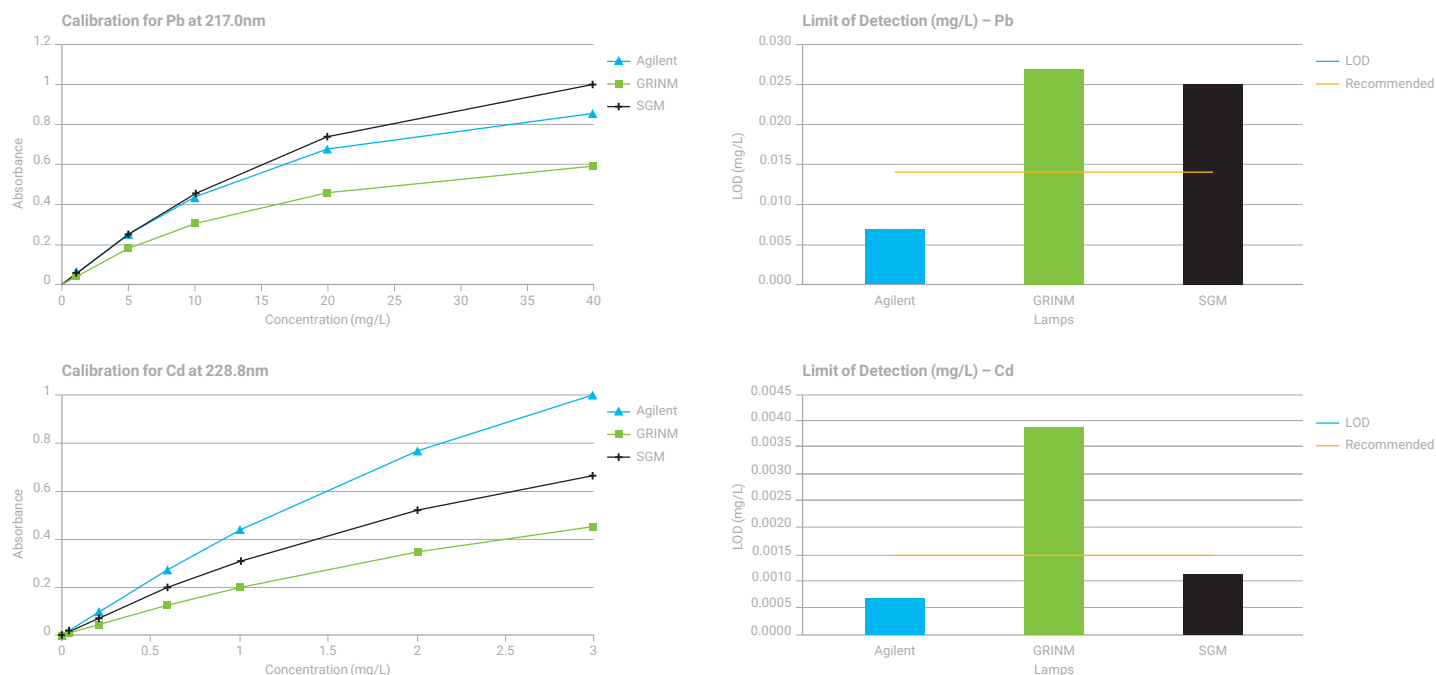 Calibration for Pb at 217.0nm
1.2
1
0.8
0.6
0.4
0.2
0
Absorbance
0 5 10 15 20 25 30 35 40
Concentration (mg/L)
Agilent
GRINM
SGM
Limit of Detection (mg/L) – Pb
0.030
0.025
0.020
0.015
0.010
0.005
0.000
LOD (mg/L)
Agilent GRINM SGM
Lamps
LOD
Recommended
Calibration for Cd at 228.8nm
1
0.8
0.6
0.4
0.2
0
Absorbance
0 0.5 1 1.5 2 2.5 3
Concentration (mg/L)
Agilent
GRINM
SGM
Limit of Detection (mg/L) – Cd
0.0045
0.0040
0.0035
0.0030
0.0025
0.0020
0.0015
0.0010
0.0005
0.0000
LOD (mg/L)
Agilent GRINM SGM
Lamps
LOD
Recommended